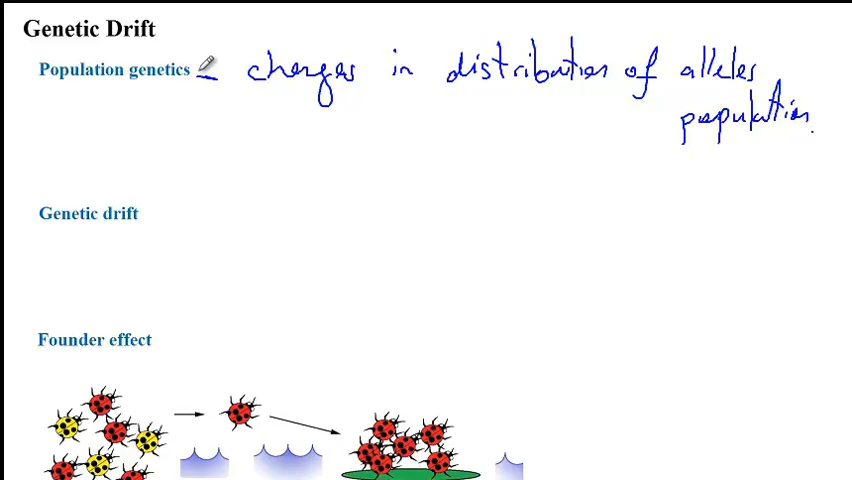 Genetic Drift
Population genetics - changes in distribution of alleles
population
Genetic drift
Founder effect